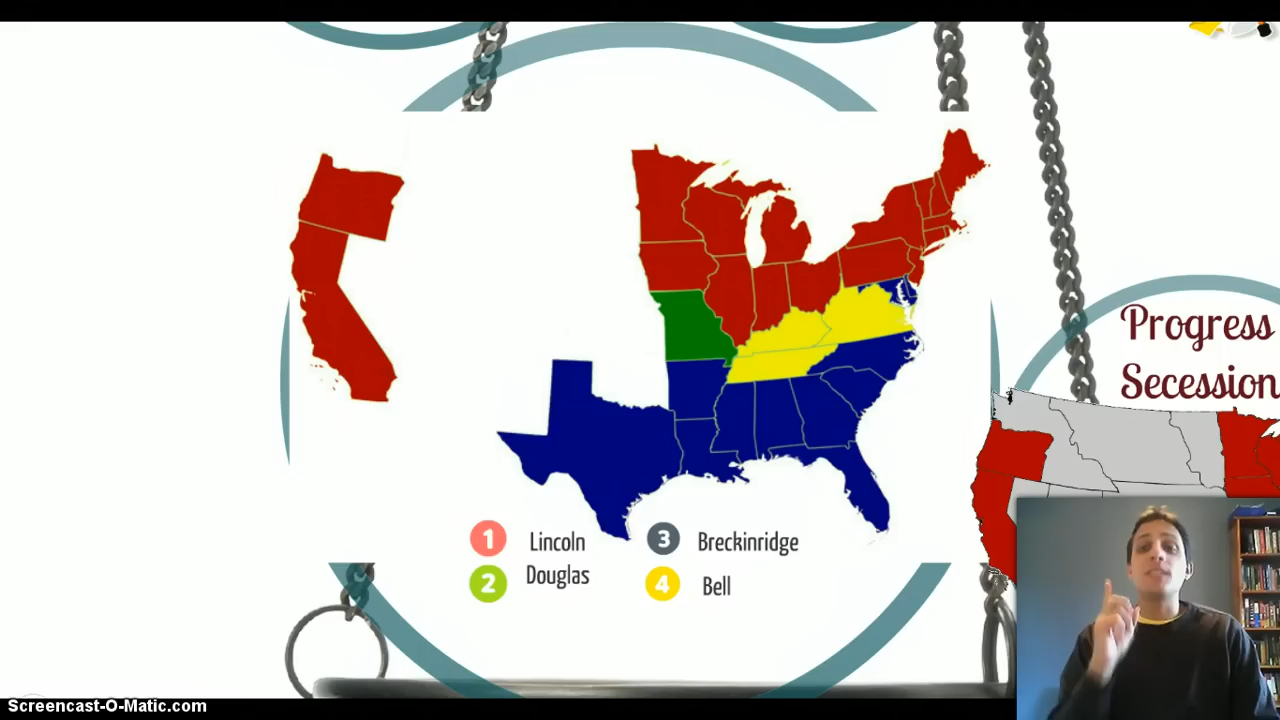 Progress
Secession
1 Lincoln
3 Breckinridge
2 Douglas
4 Bell
Screencast-O-Matic.com